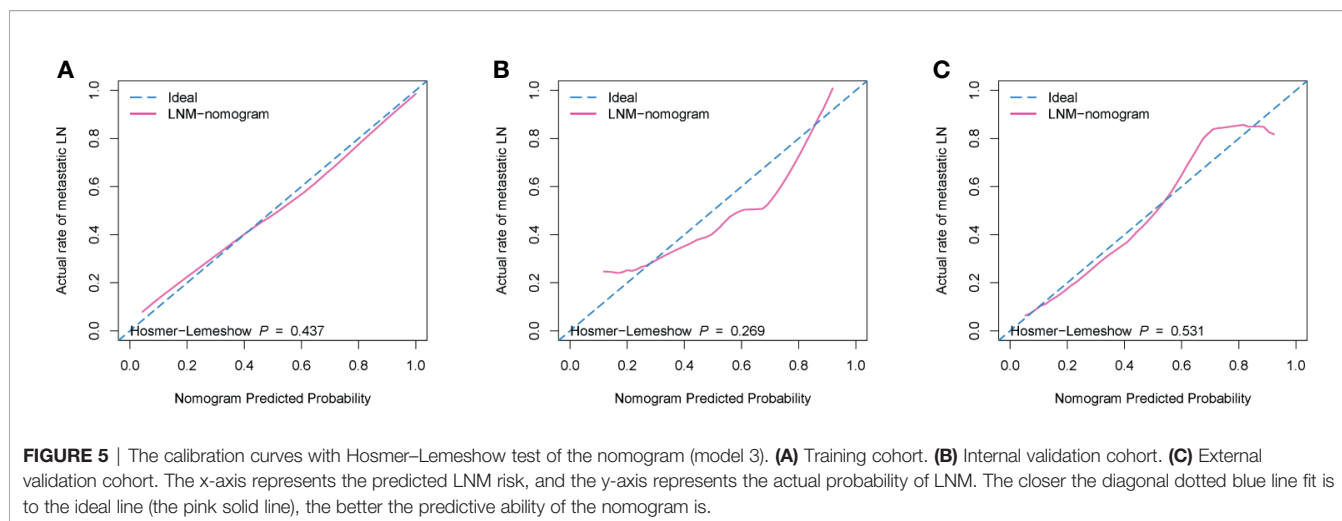 A
1.0
0.8
0.6
0.4
0.2
0.0
Actual rate of metastatic LN
Ideal
LNM−nomogram
Hosmer−Lemeshow P = 0.437
0.0 0.2 0.4 0.6 0.8 1.0
Nomogram Predicted Probability
B
1.0
0.8
0.6
0.4
0.2
0.0
Actual rate of metastatic LN
Ideal
LNM−nomogram
Hosmer−Lemeshow P = 0.269
0.0 0.2 0.4 0.6 0.8 1.0
Nomogram Predicted Probability
C
1.0
0.8
0.6
0.4
0.2
0.0
Actual rate of metastatic LN
Ideal
LNM−nomogram
Hosmer−Lemeshow P = 0.531
0.0 0.2 0.4 0.6 0.8 1.0
Nomogram Predicted Probability
FIGURE 5 | The calibration curves with Hosmer–Lemeshow test of the nomogram (model 3). (A) Training cohort. (B) Internal validation cohort. (C) External
validation cohort. The x-axis represents the predicted LNM risk, and the y-axis represents the actual probability of LNM. The closer the diagonal dotted blue line fit is
to the ideal line (the pink solid line), the better the predictive ability of the nomogram is.